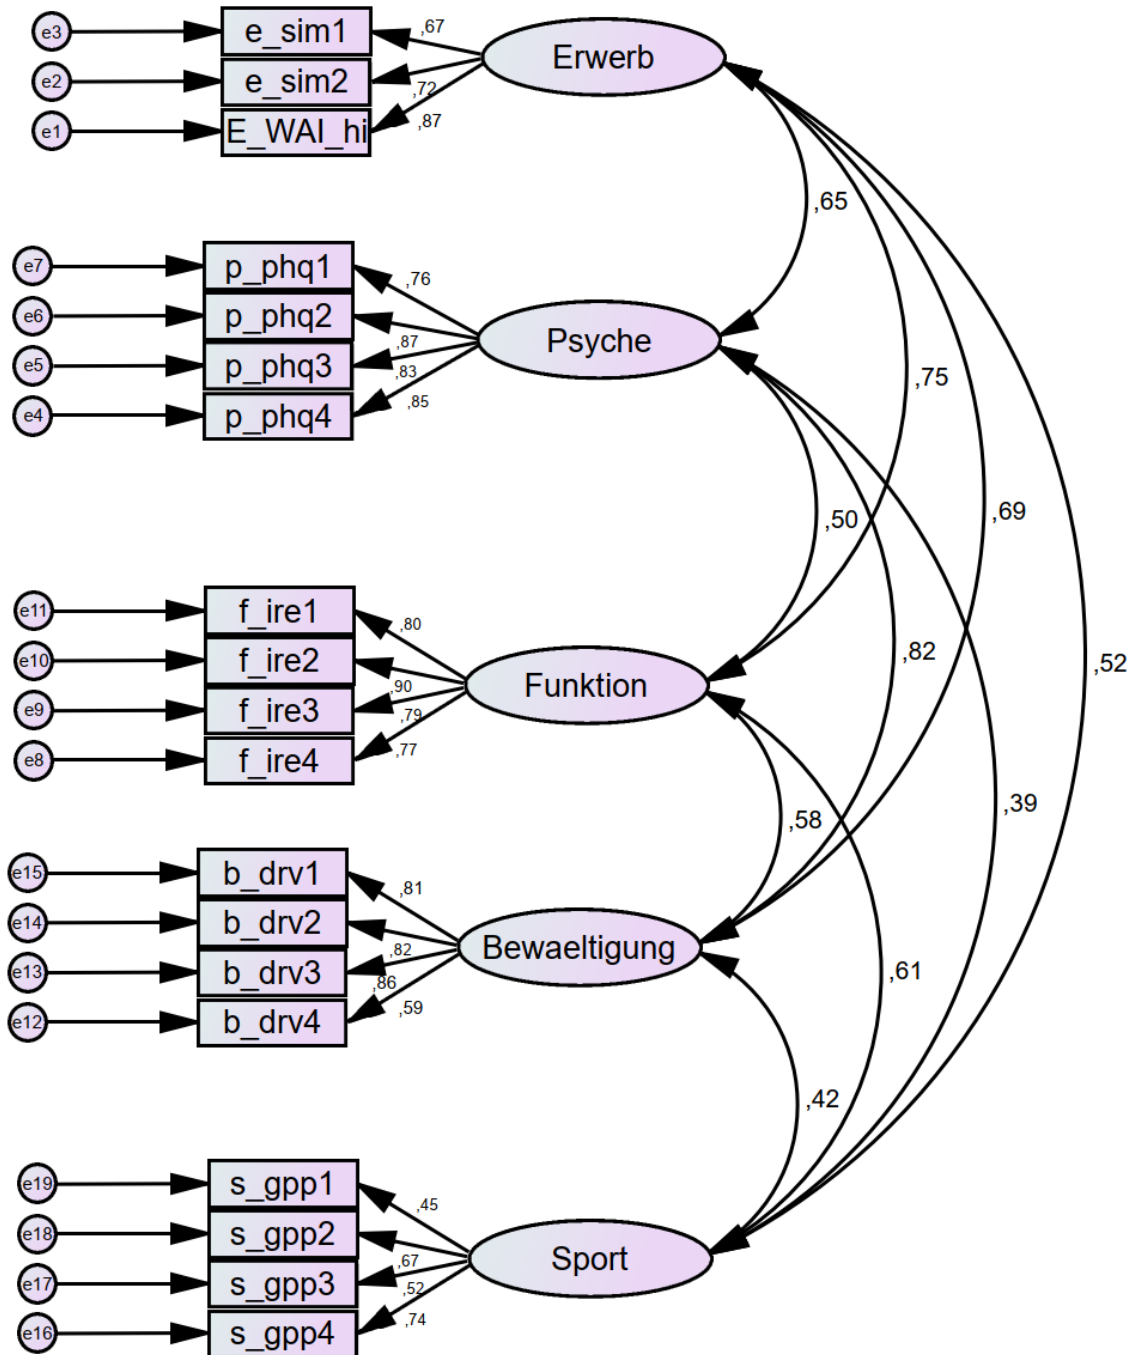 e3
e_sim1
,67
Erwerb
e2
e_sim2
,72
e1
E_WAI_hi
,87
,65
e7
p_phq1
,76
e6
p_phq2
,87
Psyche
e5
p_phq3
,83
e4
p_phq4
,85
,75
,50
,69
e11
f_ire1
,80
e10
f_ire2
,90
Funktion
e9
f_ire3
,79
e8
f_ire4
,77
,82
,52
,58
,39
e15
b_drv1
,81
e14
b_drv2
,82
Bewaeltigung
e13
b_drv3
,86
e12
b_drv4
,59
,61
,42
e19
s_gpp1
,45
e18
s_gpp2
,67
Sport
e17
s_gpp3
,52
e16
s_gpp4
,74